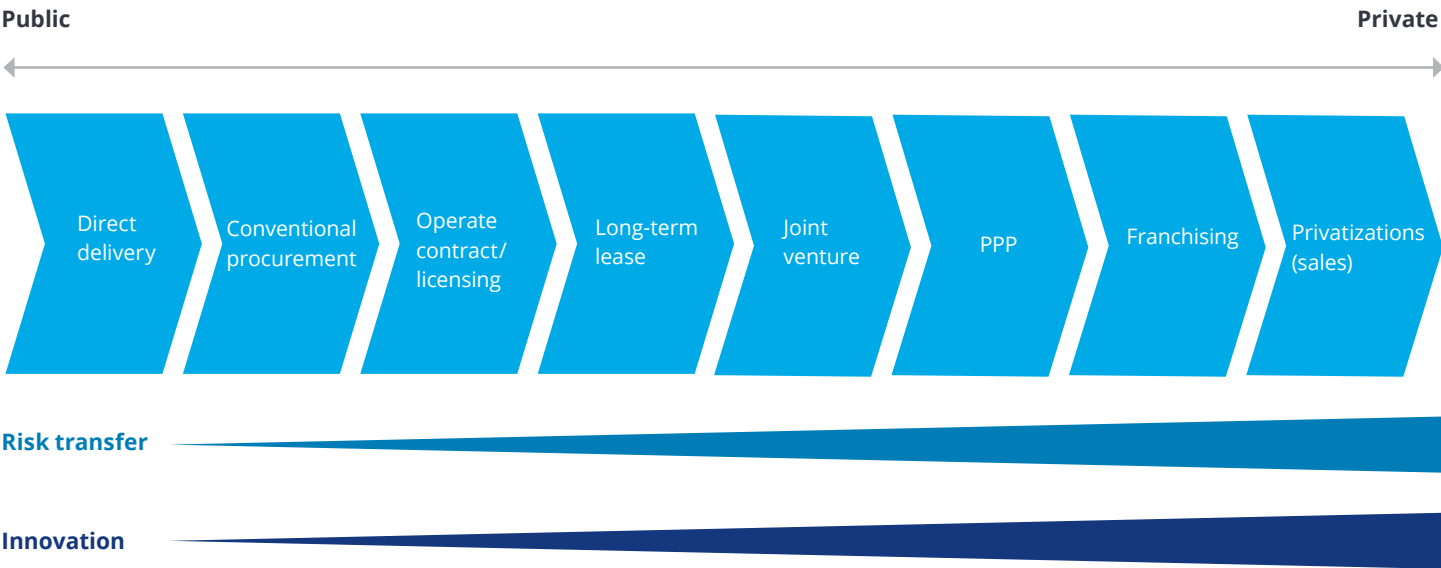 Public
Private
Direct
delivery
Conventional
procurement
Operate
contract/
licensing
Long-term
lease
Joint
venture
PPP
Franchising
Privatizations
(sales)
Risk transfer
Innovation